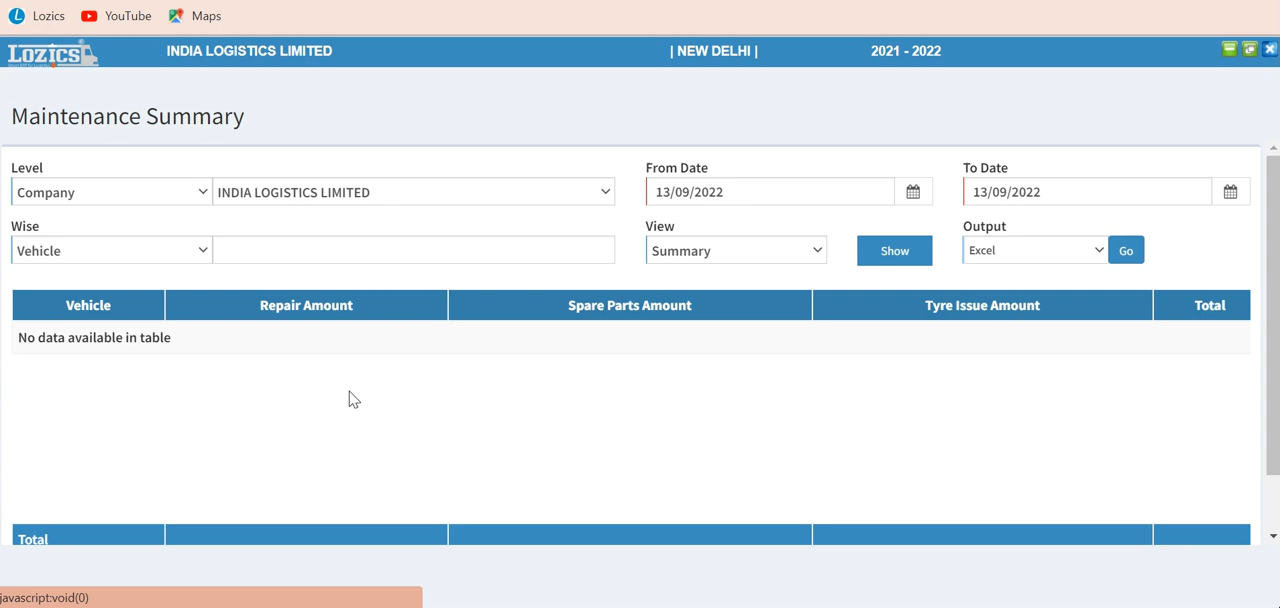 Lozics YouTube Maps
LOZICS INDIA LOGISTICS LIMITED | NEW DELHI | 2021 - 2022
Maintenance Summary
Level From Date To Date
Company INDIA LOGISTICS LIMITED 13/09/2022 13/09/2022
Wise View Output
Vehicle Summary Show Excel Go
Vehicle Repair Amount Spare Parts Amount Tyre Issue Amount Total
No data available in table
Total
javascript:void(0)